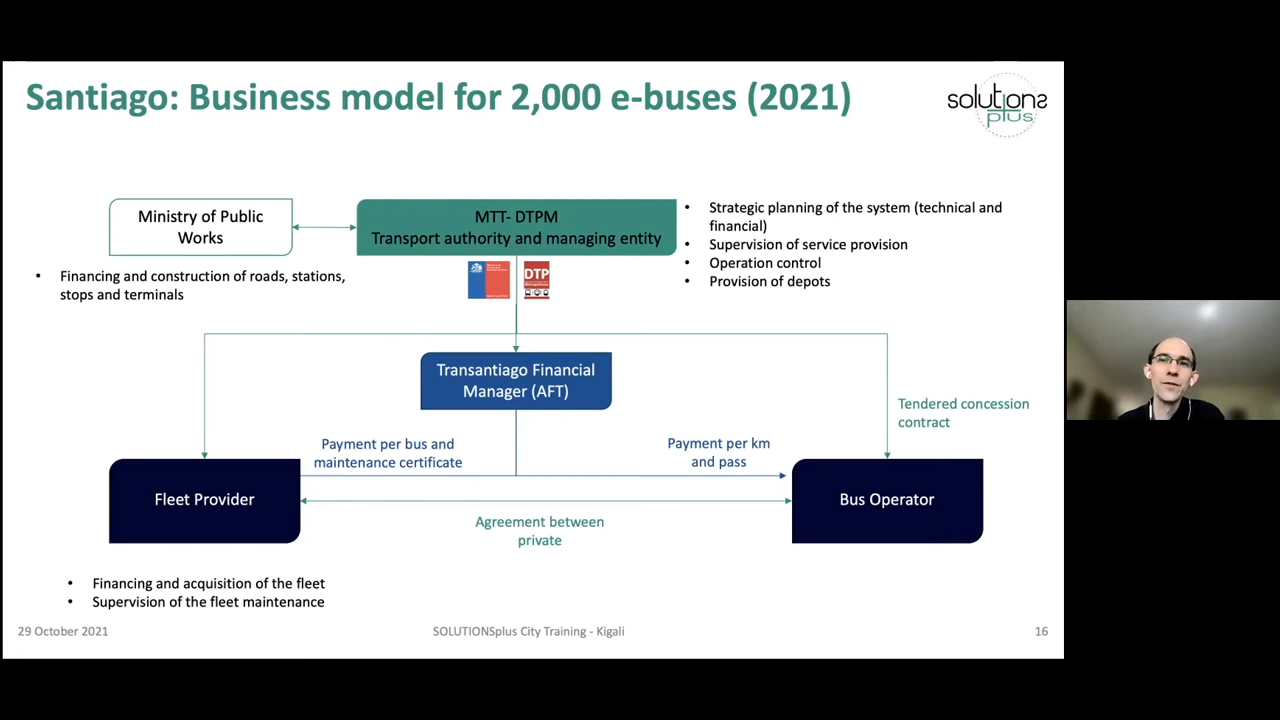 Santiago: Business model for 2,000 e-buses (2021)
solutions
plus
Ministry of Public
Works
MTT- DTPM
Transport authority and managing entity
• Strategic planning of the system (technical and
financial)
• Supervision of service provision
• Operation control
• Provision of depots
• Financing and construction of roads, stations,
stops and terminals
DTP
Transantiago Financial
Manager (AFT)
Tendered concession
contract
Payment per bus and
maintenance certificate
Payment per km
and pass
Fleet Provider
Bus Operator
Agreement between
private
• Financing and acquisition of the fleet
• Supervision of the fleet maintenance
29 October 2021
SOLUTIONSplus City Training - Kigali
16